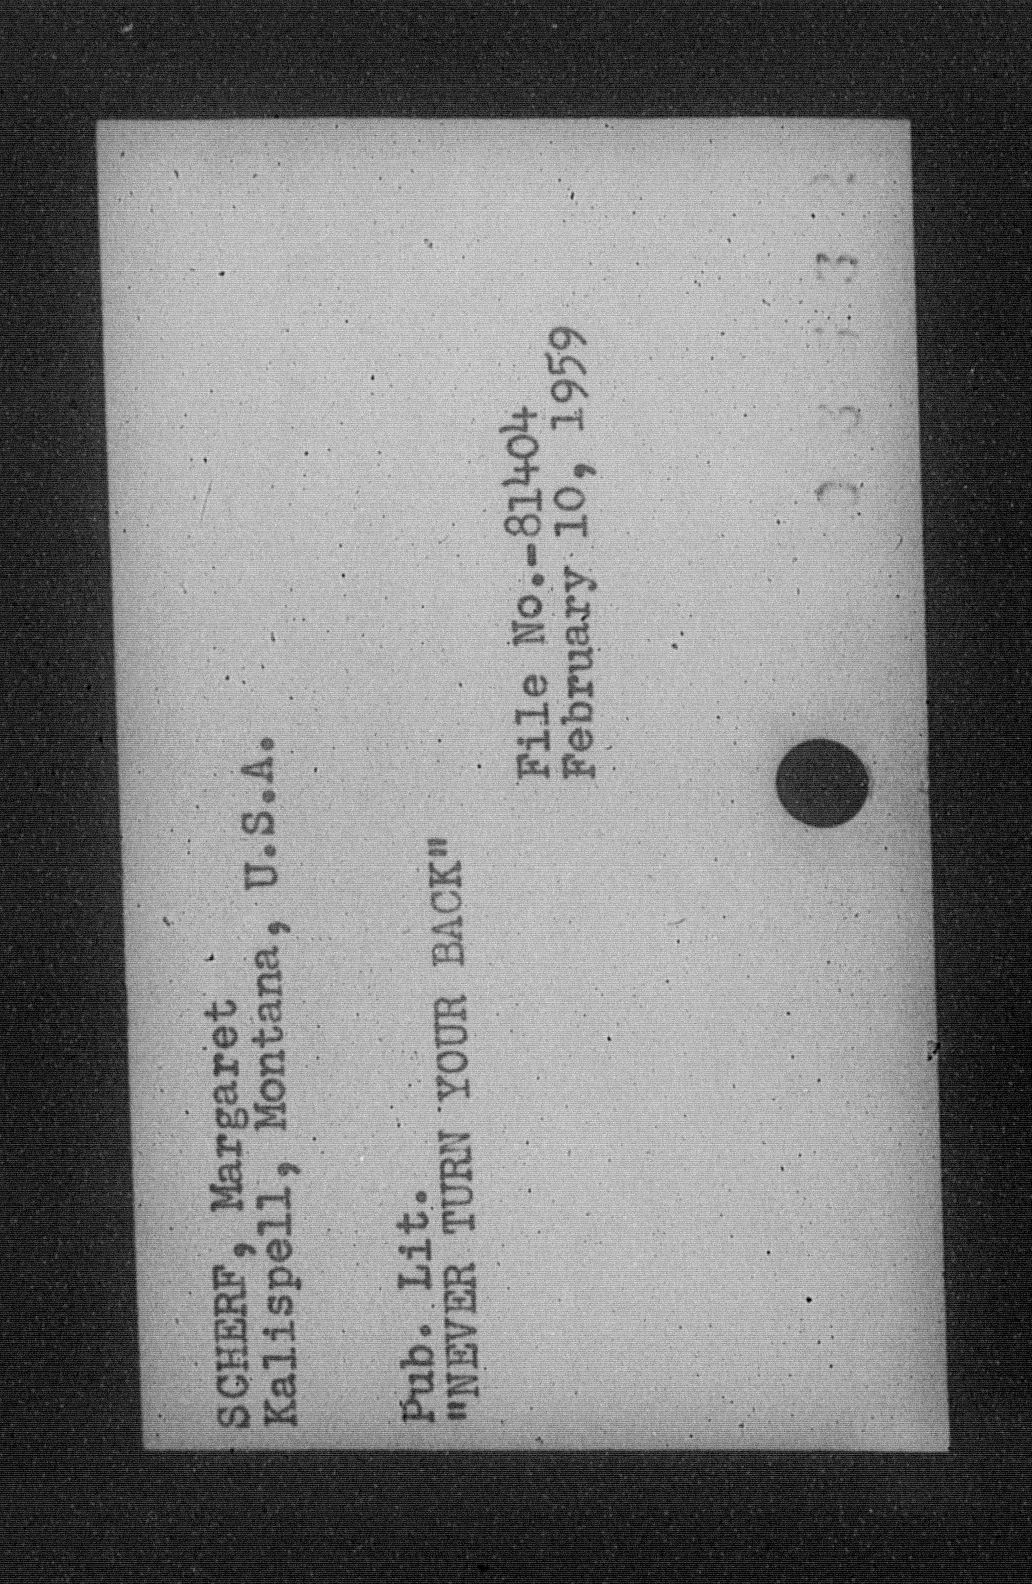 SCHERF, Margaret
Kalispell, Montana, U.S.A.
Pub. Lit.
"NEVER TURN YOUR BACK"
File No.-81404
February 10, 1959